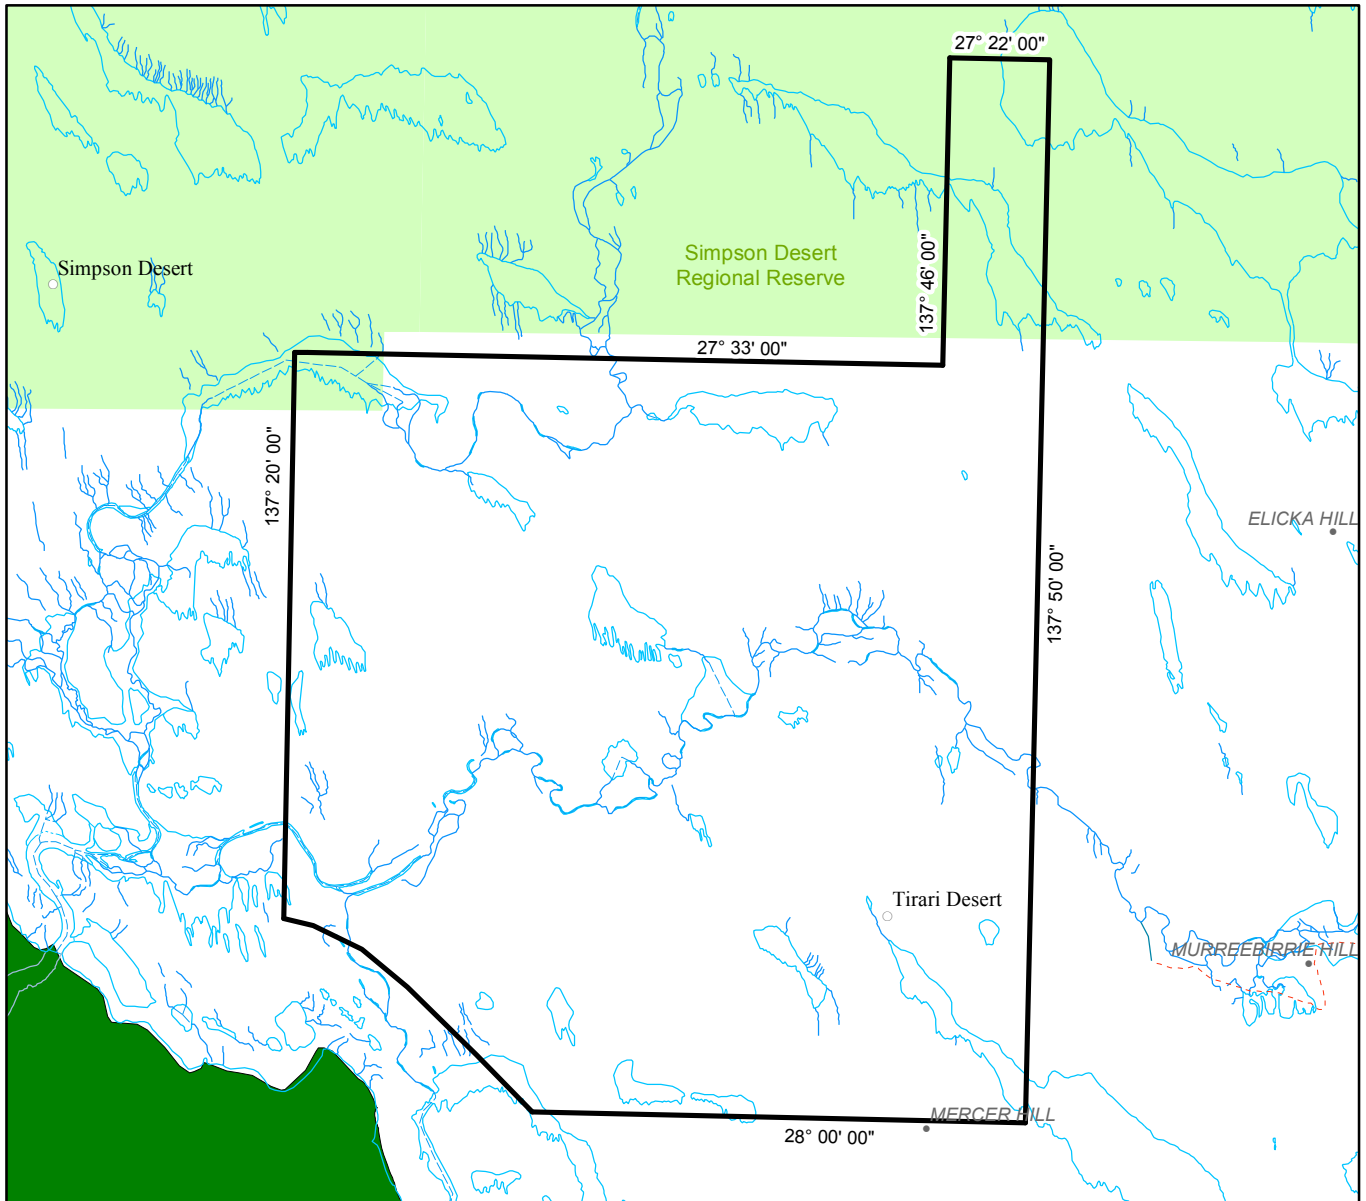 27° 22' 00"
Simpson Desert
Regional Reserve
137° 46' 00"
Simpson Desert
27° 33' 00"
137° 20' 00"
ELICKA HILL
137° 50' 00"
Tirari Desert
MURREEBIRRIE HILL
MERCER HILL
28° 00' 00"